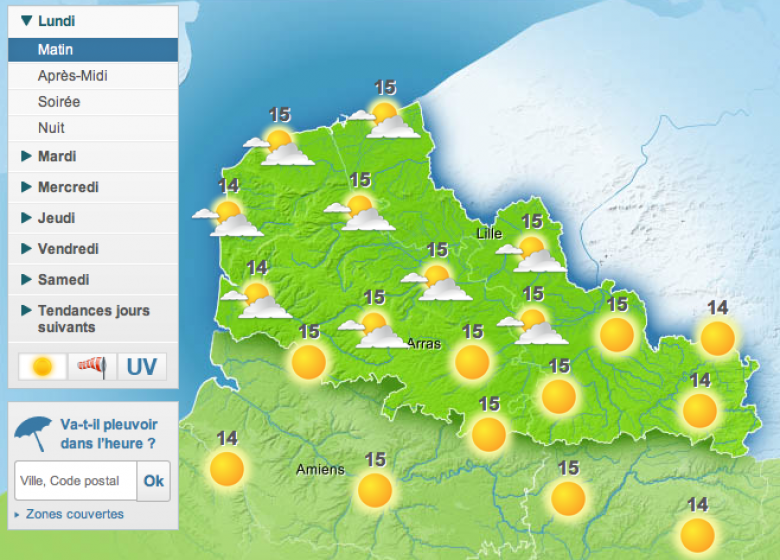 Lundi
Matin
Après-Midi
Soirée
Nuit
Mardi
Mercredi
Jeudi
Vendredi
Samedi
Tendances jours
suivants
UV
Va-t-il pleuvoir
dans l'heure ?
Ville, Code postal
Ok
Zones couvertes
15
15
14
15
Lille
15
15
14
15
15
15
14
15
Arras
15
15
14
15
14
Amiens
15
15
14